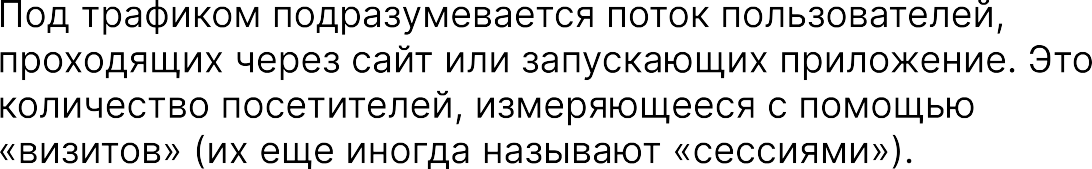 Под трафиком подразумевается поток пользователей,
проходящих через сайт или запускающих приложение. Это
количество посетителей, измеряющееся с помощью
«визитов» (их еще иногда называют «сессиями»).